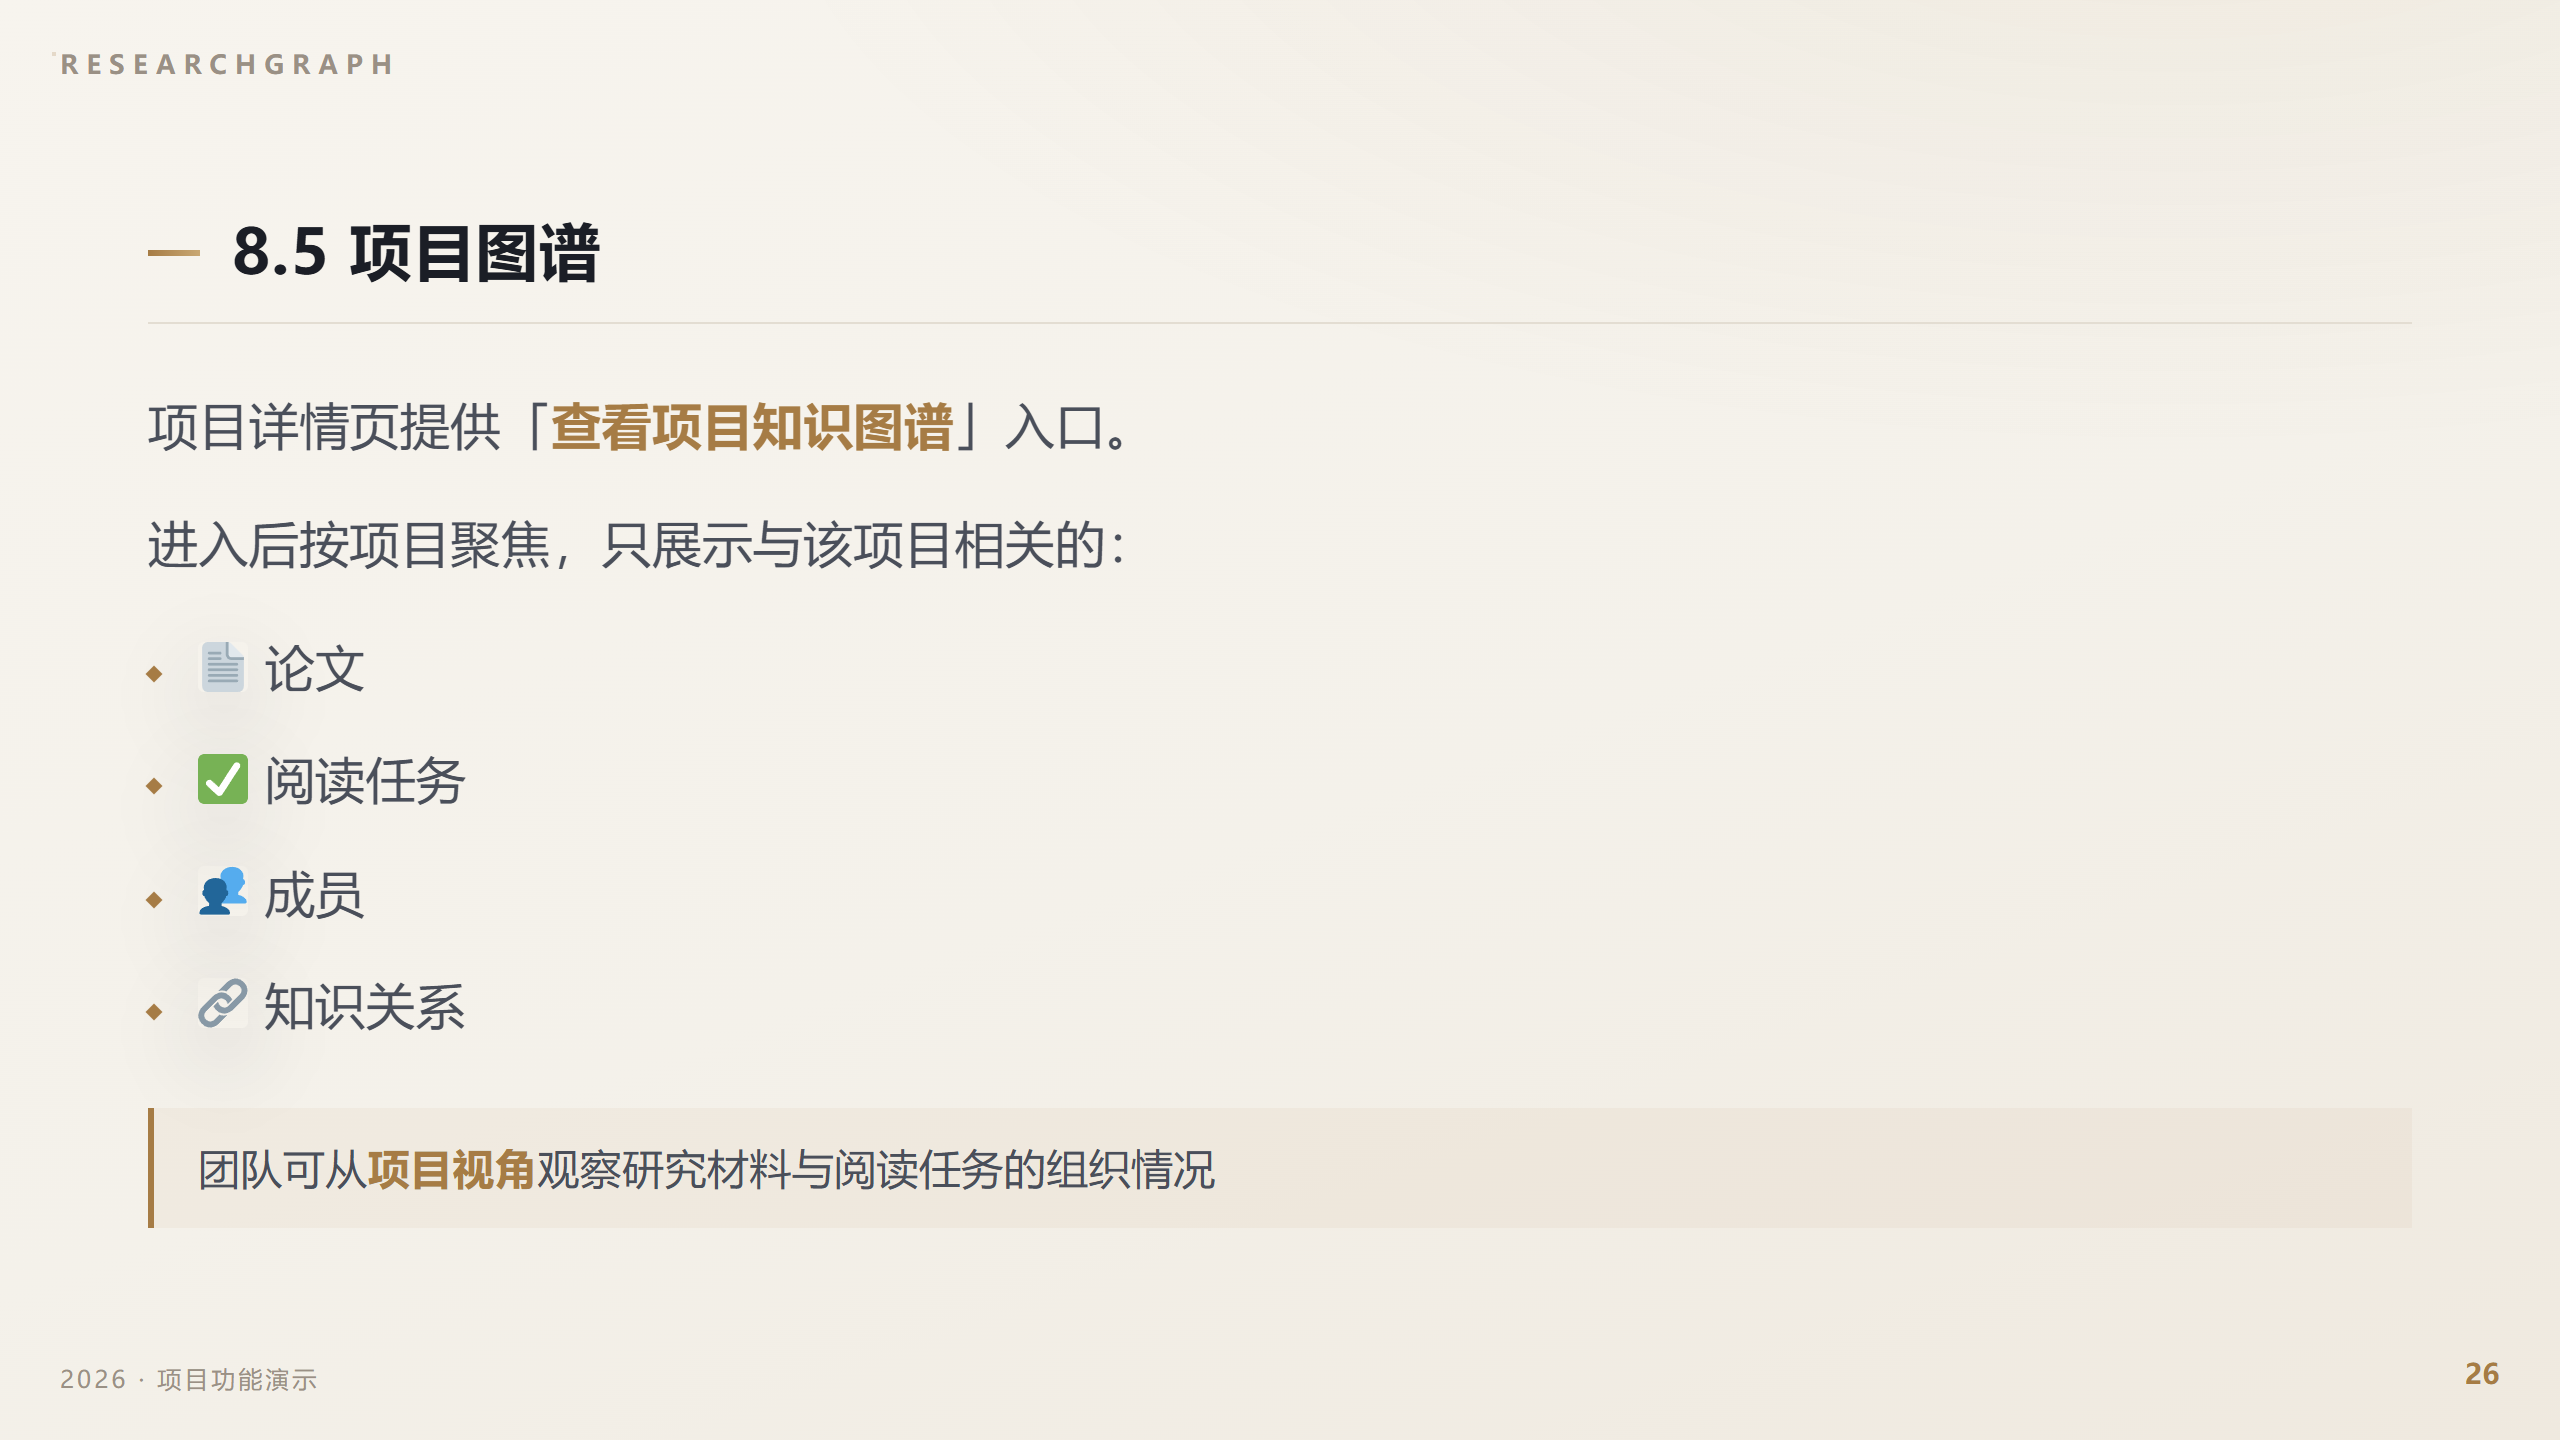 RESEARCHGRAPH
8.5 项目图谱
项目详情页提供「查看项目知识图谱」入口。
进入后按项目聚焦，只展示与该项目相关的：
论文
阅读任务
成员
知识关系
团队可从项目视角观察研究材料与阅读任务的组织情况
2026 · 项目功能演示
26